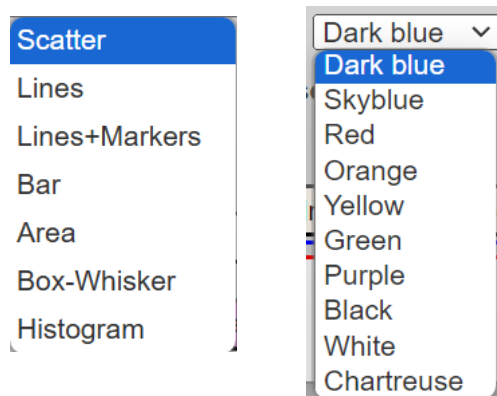 Scatter
Lines
Lines+Markers
Bar
Area
Box-Whisker
Histogram
Dark blue
Dark blue
Skyblue
Red
Orange
Yellow
Green
Purple
Black
White
Chartreuse